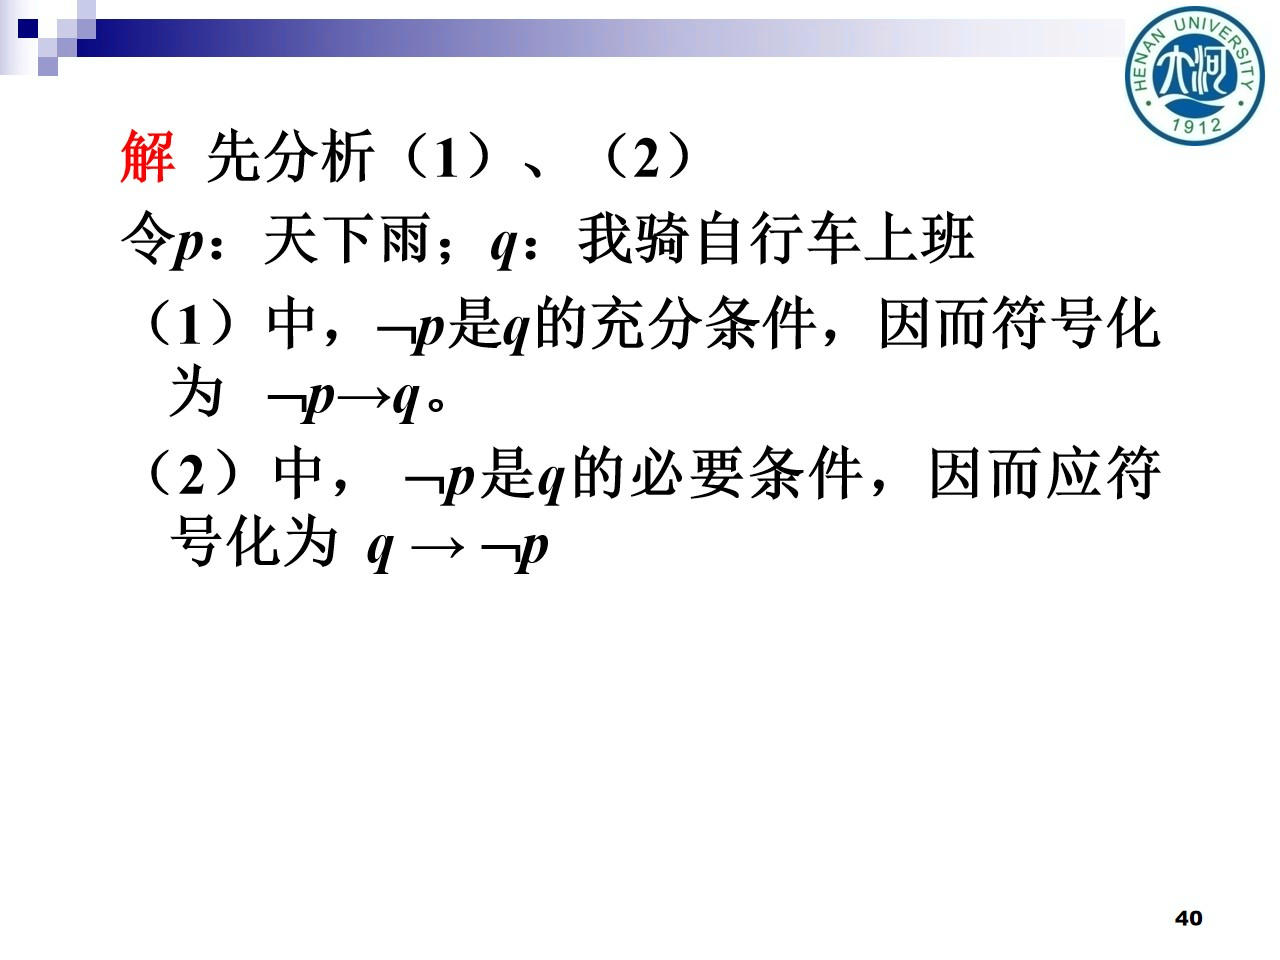 HENAN UNIVERSITY
大河
1912
解 先分析（1）、（2）
令p：天下雨；q：我骑自行车上班
（1）中，¬p是q的充分条件，因而符号化
为 ¬p→q。
（2）中， ¬p是q的必要条件，因而应符
号化为 q → ¬p
40